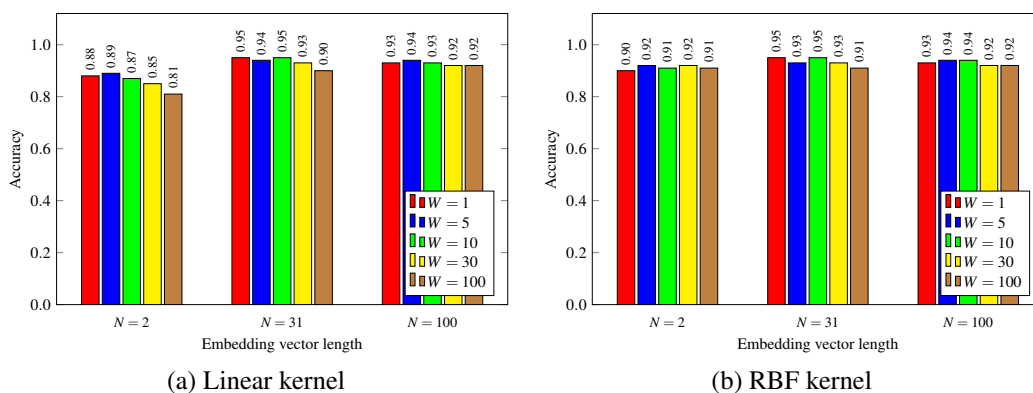 0.88 0.89 0.87 0.85 0.81 0.95 0.94 0.95 0.93 0.90 0.93 0.94 0.93 0.92 0.92
1.0
0.8
0.6
0.4
0.2
0.0
Accuracy
W = 1
W = 5
W = 10
W = 30
W = 100
N = 2 N = 31 N = 100
Embedding vector length
(a) Linear kernel
0.90 0.92 0.91 0.92 0.91 0.95 0.93 0.95 0.93 0.91 0.93 0.94 0.94 0.92 0.92
1.0
0.8
0.6
0.4
0.2
0.0
Accuracy
W = 1
W = 5
W = 10
W = 30
W = 100
N = 2 N = 31 N = 100
Embedding vector length
(b) RBF kernel